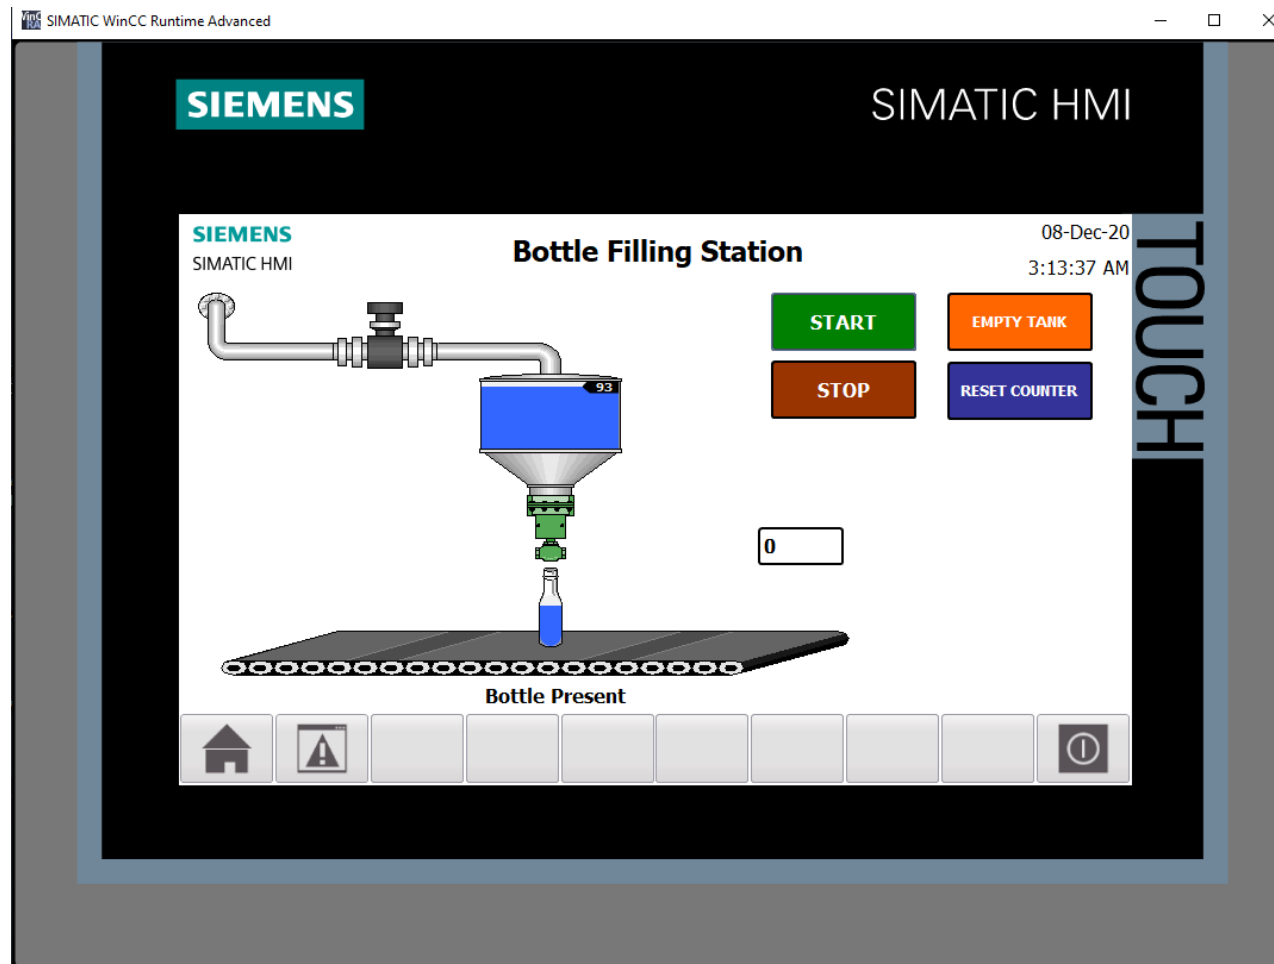 SIMATIC WinCC Runtime Advanced
SIEMENS
SIMATIC HMI
TOUCH
SIEMENS
SIMATIC HMI
Bottle Filling Station
08-Dec-20
3:13:37 AM
START
EMPTY TANK
STOP
RESET COUNTER
93
0
Bottle Present